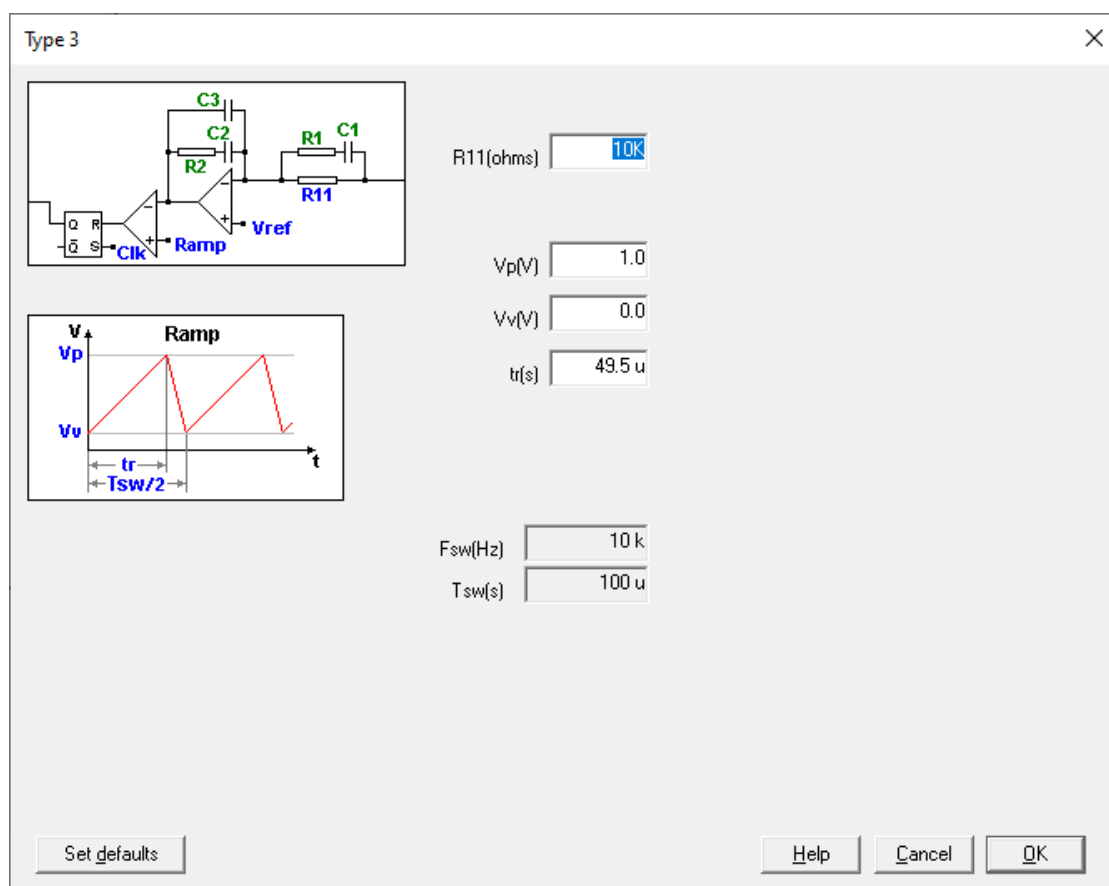 Type 3
C3
C2
C1
R1
R2
R11
Q R
Q S
Clk
Ramp
Vref
R11(ohms) 10K
Vp(V) 1.0
Vv(V) 0.0
tr(s) 49.5 u
V
Ramp
Vp
Vv
t
tr
Tsw/2
Fsw(Hz) 10 k
Tsw(s) 100 u
Set defaults
Help
Cancel
OK